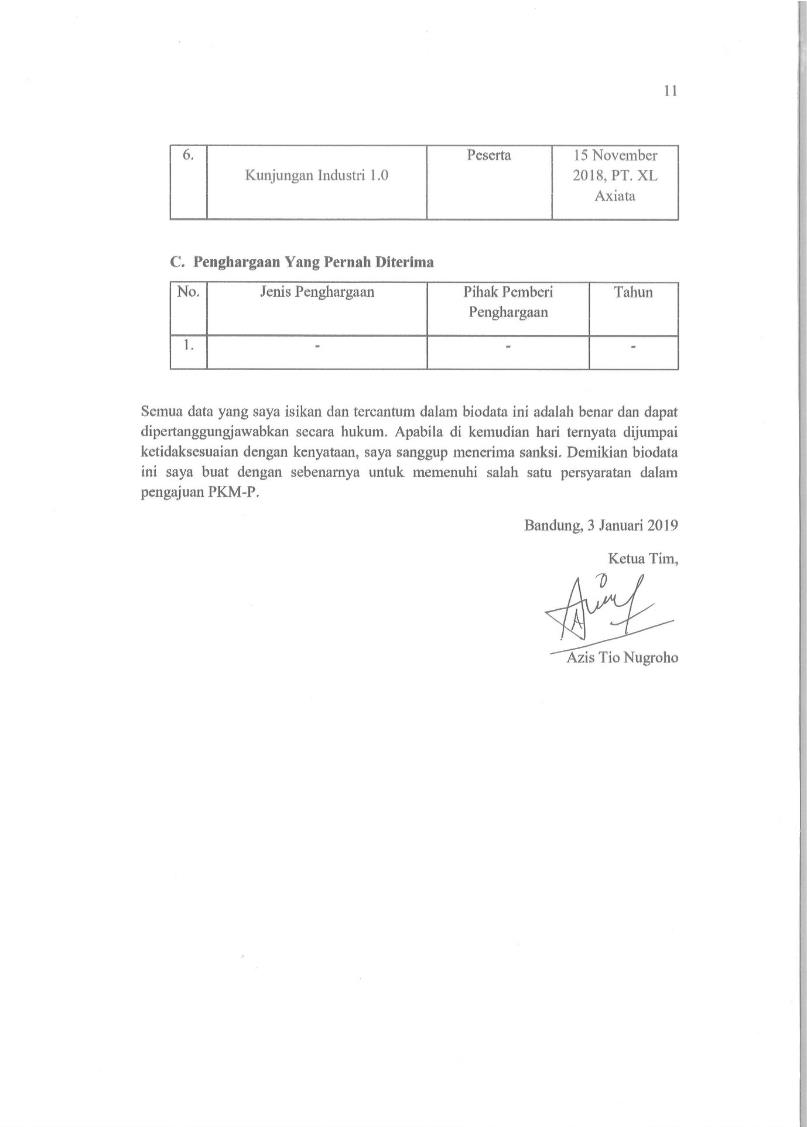 11
6. Kunjungan Industri 1.0 Peserta 15 November
2018, PT. XL
Axiata
C. Penghargaan Yang Pernah Diterima
No. Jenis Penghargaan Pihak Pemberi Tahun
Penghargaan
1. - - -
Semua data yang saya isikan dan tercantum dalam biodata ini adalah benar dan dapat
dipertanggungjawabkan secara hukum. Apabila di kemudian hari ternyata dijumpai
ketidaksesuaian dengan kenyataan, saya sanggup menerima sanksi. Demikian biodata
ini saya buat dengan sebenarnya untuk memenuhi salah satu persyaratan dalam
pengajuan PKM-P.
Bandung, 3 Januari 2019
Ketua Tim,
Azis Tio Nugroho